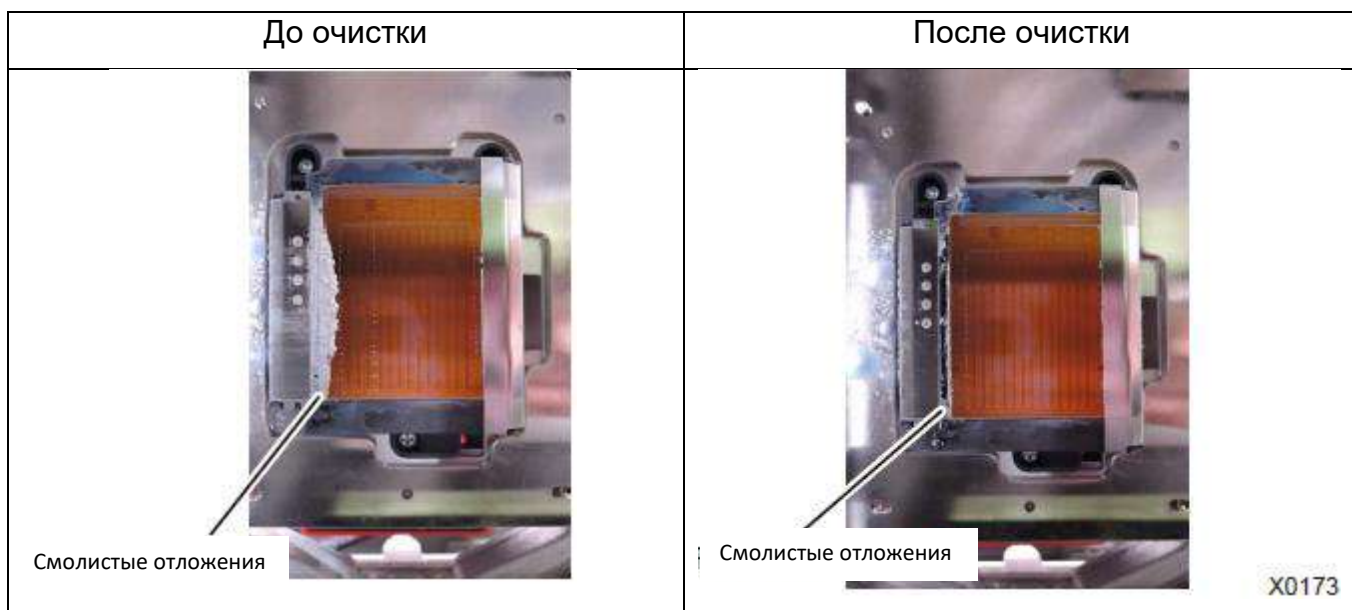 До очистки
После очистки
Смолистые отложения
Смолистые отложения
X0173